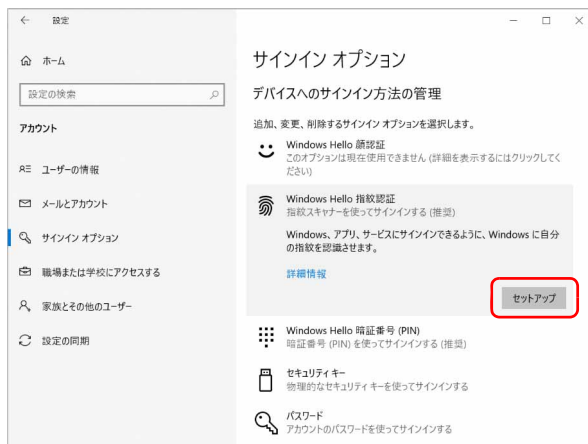 設定
ホーム
設定の検索
アカウント
ユーザーの情報
メールとアカウント
サインイン オプション
職場または学校にアクセスする
家族とその他のユーザー
設定の同期
サインイン オプション
デバイスへのサインイン方法の管理
追加、変更、削除するサインイン オプションを選択します。
Windows Hello 顔認証
このオプションは現在使用できません (詳細を表示するにはクリックしてく
ださい)
Windows Hello 指紋認証
指紋スキャナーを使ってサインインする (推奨)
Windows、アプリ、サービスにサインインできるように、Windows に自分
の指紋を認識させます。
詳細情報
セットアップ
Windows Hello 暗証番号 (PIN)
暗証番号 (PIN) を使ってサインインする (推奨)
セキュリティ キー
物理的なセキュリティ キーを使ってサインインする
パスワード
アカウントのパスワードを使ってサインインする